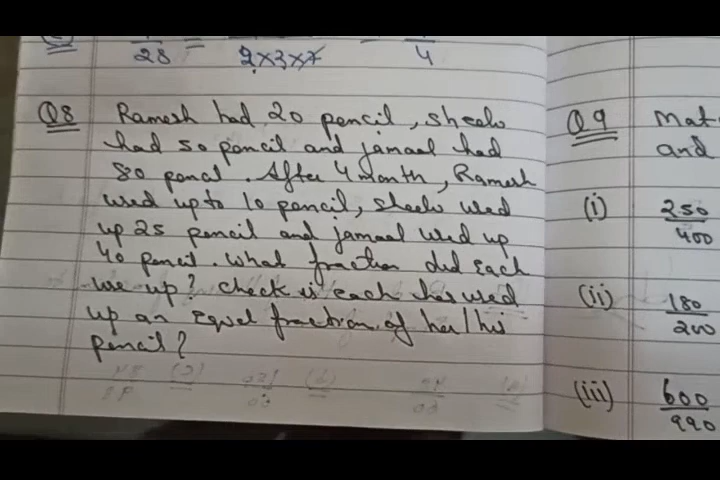 28 = 2×3×7 = 4
Q8 Ramesh had 20 pencil, sheelo
had 50 pencil and jamaal had
80 pencl. After 4 month, Ramesh
used up to 10 pencil, sheelo used
up 25 pencil and jamaal used up
40 pencil. what fraction did Each
use up? check is each has used
up an Equal fraction of her/his
pencil?
Q9 Mat
and
(i) 250/400
(ii) 180/200
(iii) 600/990